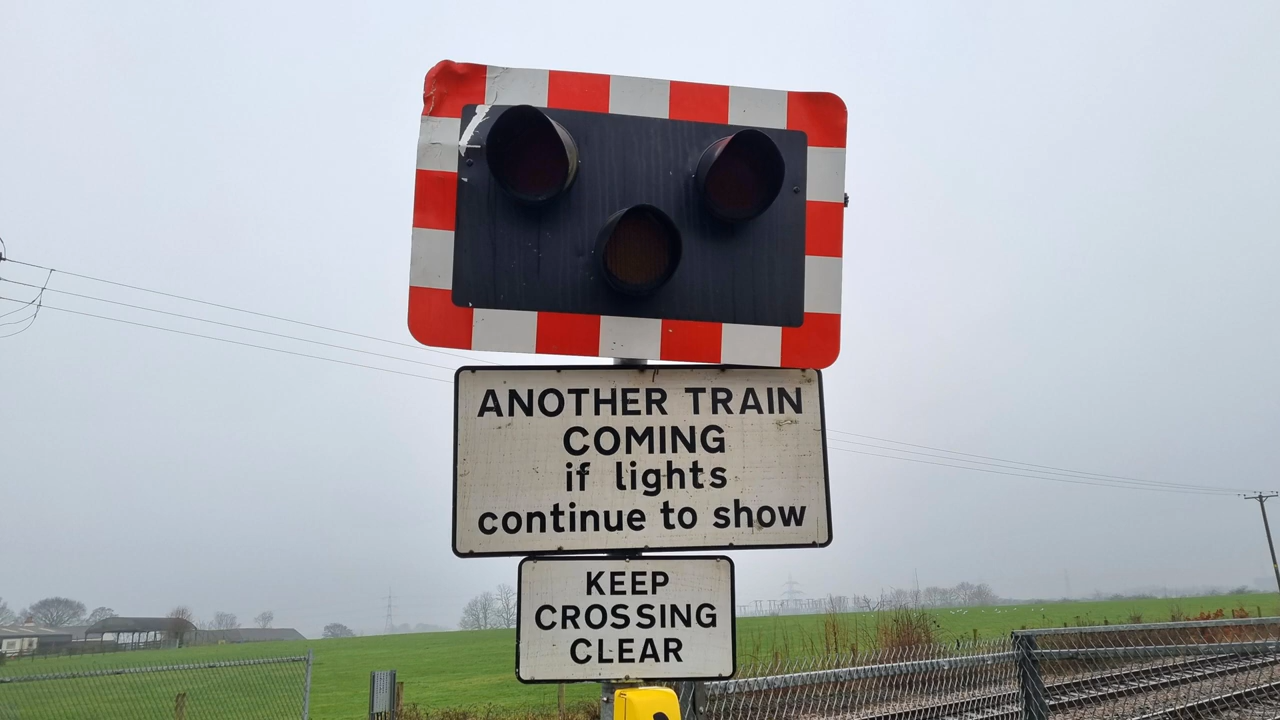 ANOTHER TRAIN
COMING
if lights
continue to show
KEEP
CROSSING
CLEAR